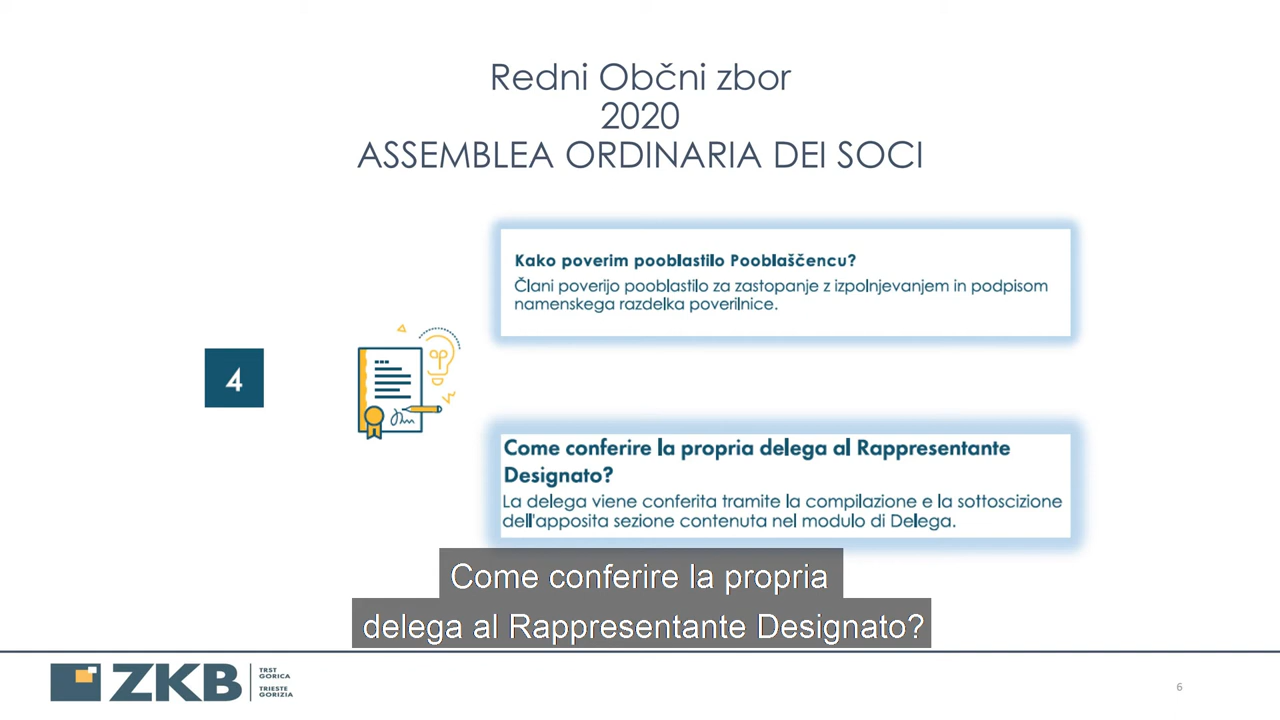 Redni Občni zbor
2020
ASSEMBLEA ORDINARIA DEI SOCI
Kako poverim pooblastilo Pooblaščencu?
Člani poverijo pooblastilo za zastopanje z izpolnjevanjem in podpisom
namenskega razdelka poverilnice.
4
Come conferire la propria delega al Rappresentante
Designato?
La delega viene conferita tramite la compilazione e la sottoscizione
dell'apposita sezione contenuta nel modulo di Delega.
Come conferire la propria
delega al Rappresentante Designato?
ZKB
TRST
GORICA
TRIESTE
GORIZIA
6